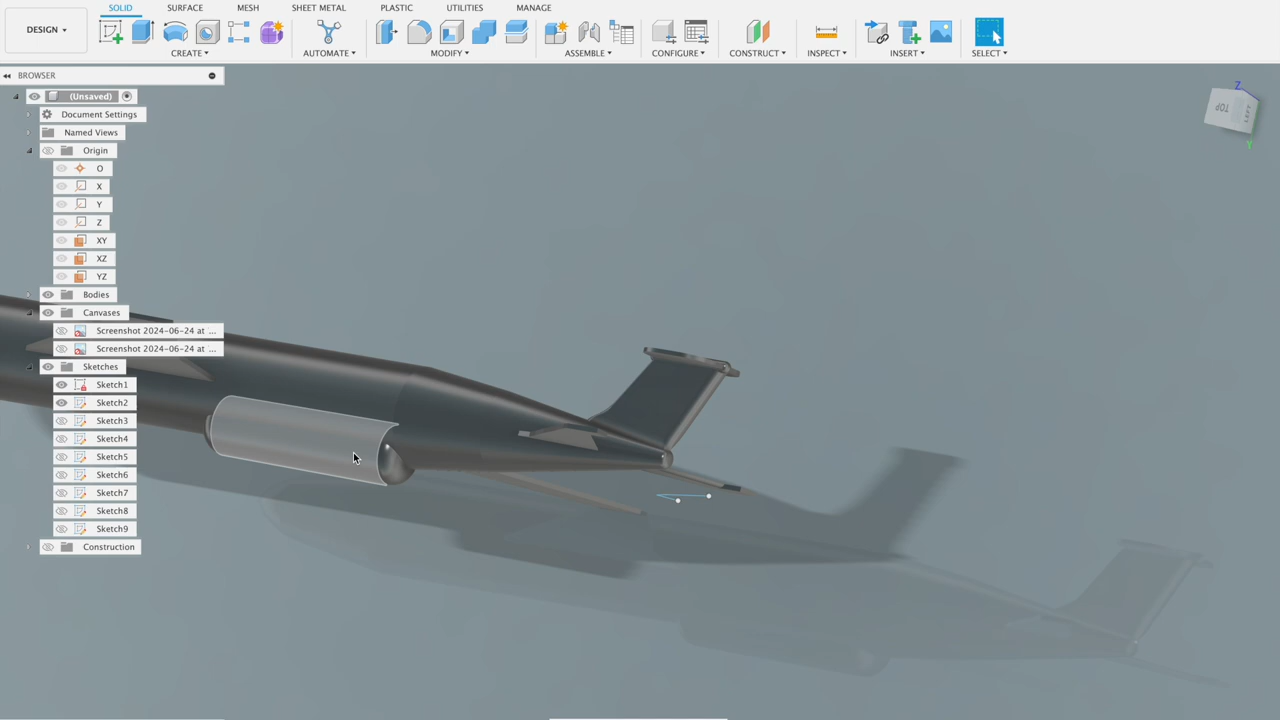 SOLID SURFACE MESH SHEET METAL PLASTIC UTILITIES MANAGE
DESIGN
CREATE AUTOMATE MODIFY ASSEMBLE CONFIGURE CONSTRUCT INSPECT INSERT SELECT
BROWSER
(Unsaved)
Document Settings
Named Views
Origin
O
X
Y
Z
XY
XZ
YZ
Bodies
Canvases
Screenshot 2024-06-24 at ...
Screenshot 2024-06-24 at ...
Sketches
Sketch1
Sketch2
Sketch3
Sketch4
Sketch5
Sketch6
Sketch7
Sketch8
Sketch9
Construction
Z
TOP
LEFT
Y